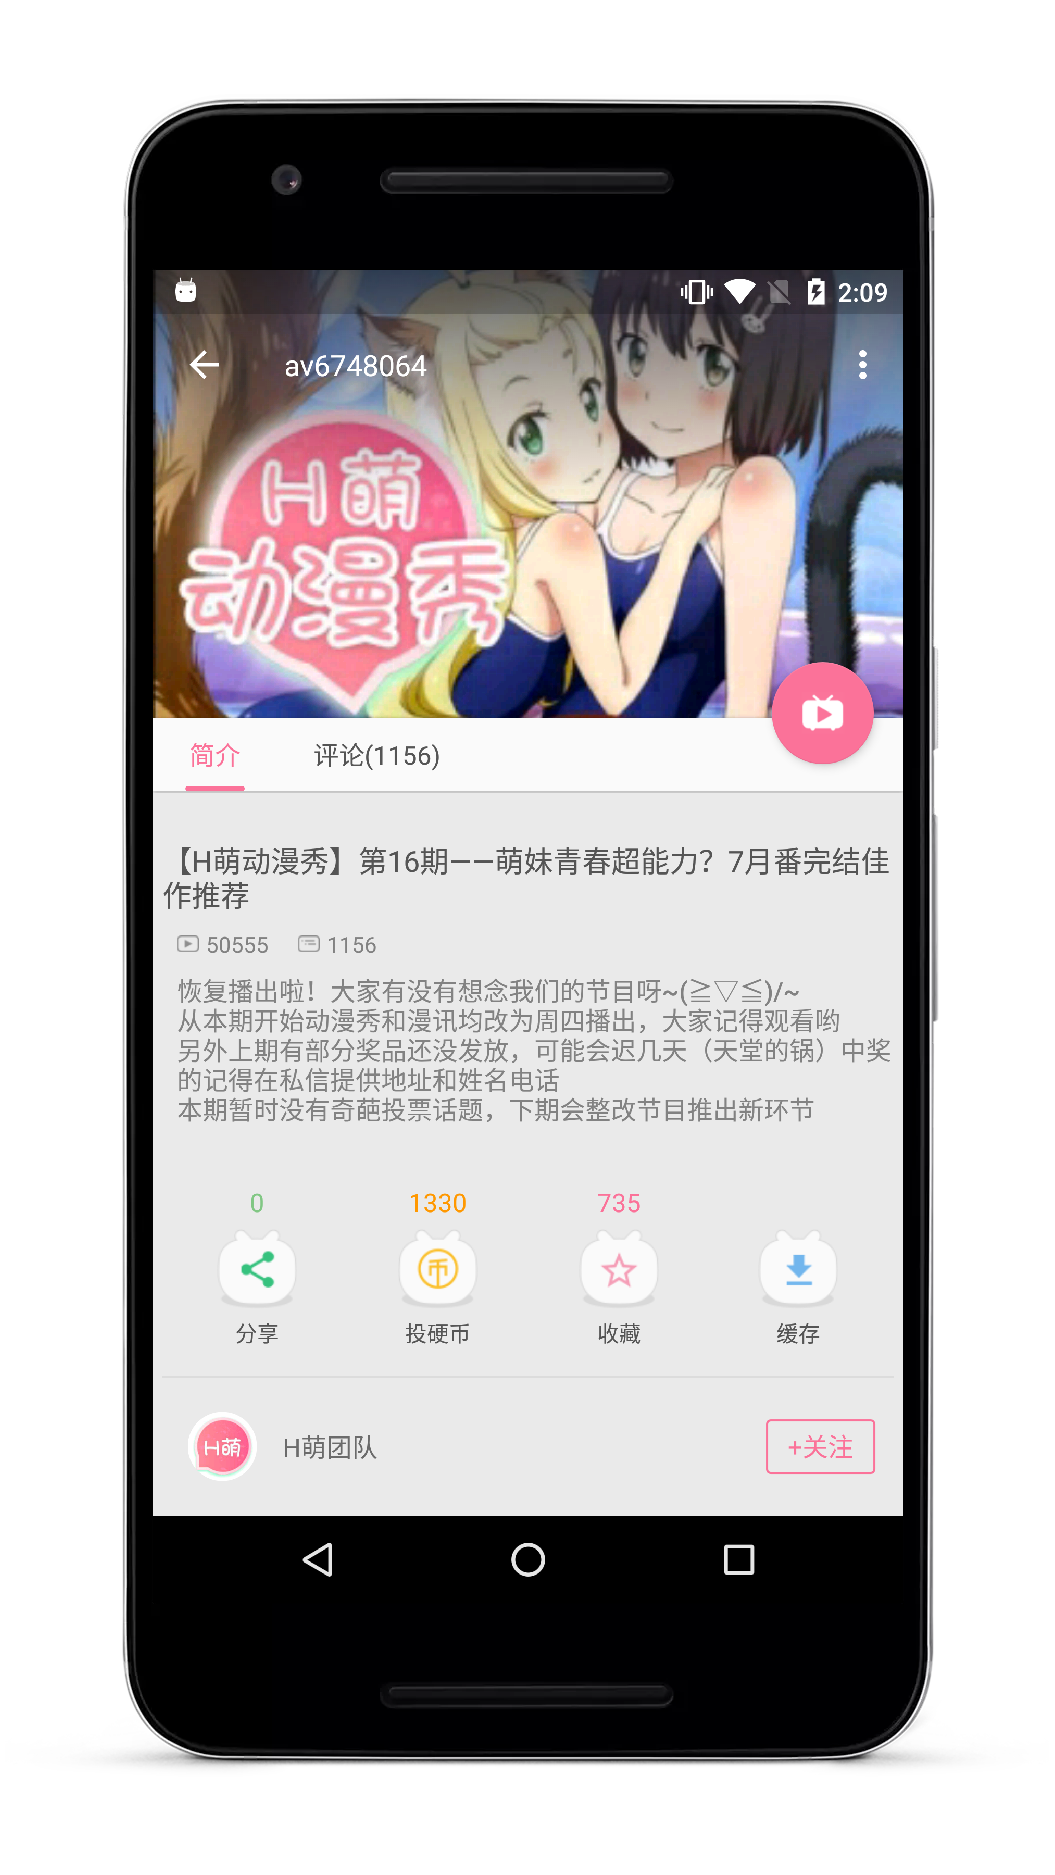 2:09
av6748064
H萌
动漫秀
简介 评论(1156)
【H萌动漫秀】第16期——萌妹青春超能力？7月番完结佳
作推荐
50555 1156
恢复播出啦！大家有没有想念我们的节目呀~(≧▽≦)/~
从本期开始动漫秀和漫讯均改为周四播出，大家记得观看哟
另外上期有部分奖品还没发放，可能会迟几天（天堂的锅）中奖
的记得在私信提供地址和姓名电话
本期暂时没有奇葩投票话题，下期会整改节目推出新环节
0 1330 735
币
分享 投硬币 收藏 缓存
H萌 H萌团队 +关注